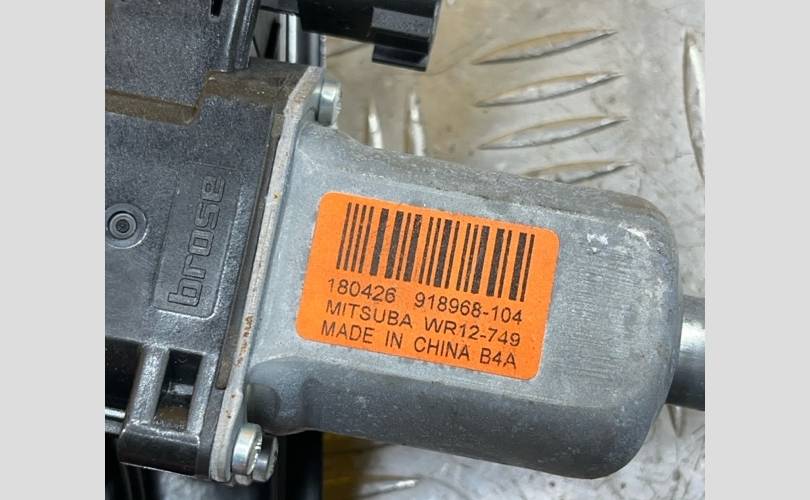 brose
180426 918968-104
MITSUBA WR12-749
MADE IN CHINA B4A